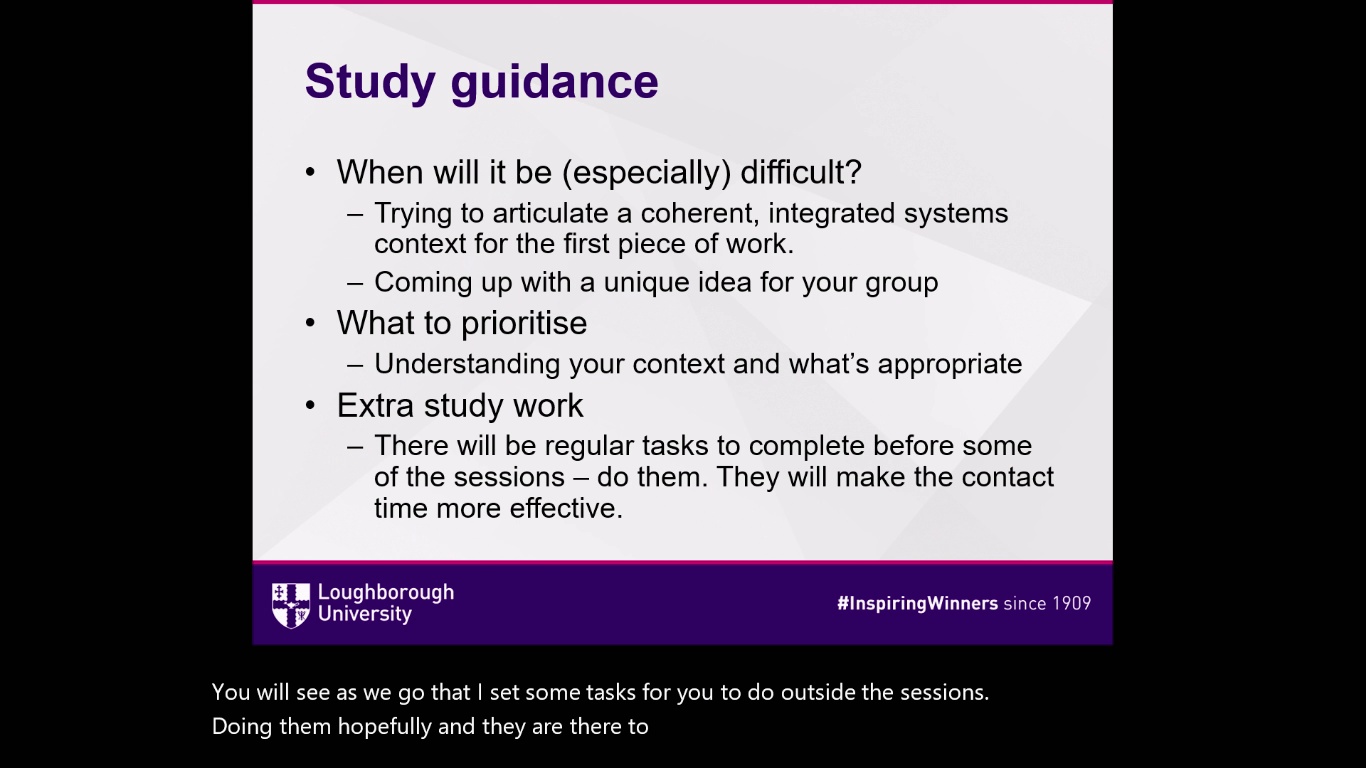 Study guidance
• When will it be (especially) difficult?
– Trying to articulate a coherent, integrated systems
context for the first piece of work.
– Coming up with a unique idea for your group
• What to prioritise
– Understanding your context and what’s appropriate
• Extra study work
– There will be regular tasks to complete before some
of the sessions – do them. They will make the contact
time more effective.
Loughborough
University
#InspiringWinners since 1909
You will see as we go that I set some tasks for you to do outside the sessions.
Doing them hopefully and they are there to